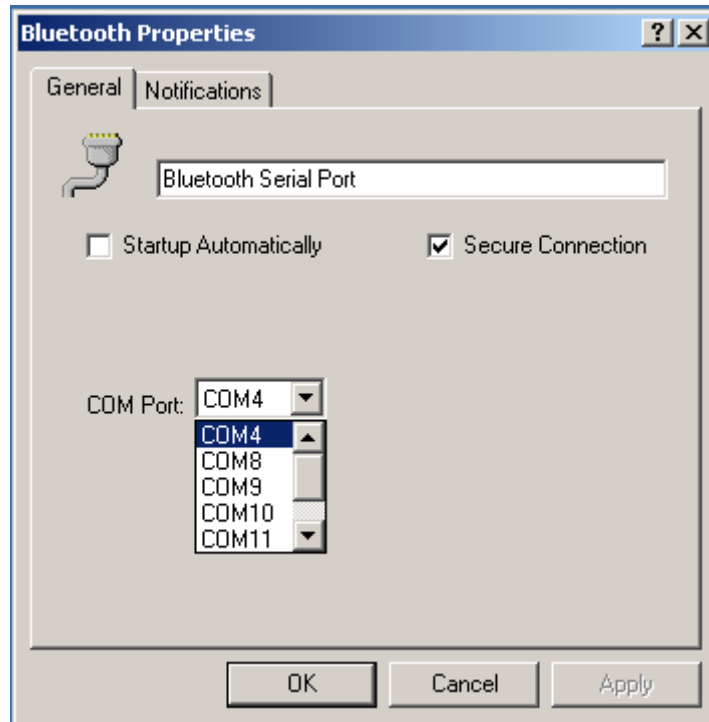 Bluetooth Properties
General Notifications
Bluetooth Serial Port
Startup Automatically Secure Connection
COM Port: COM4
COM4
COM8
COM9
COM10
COM11
OK Cancel Apply